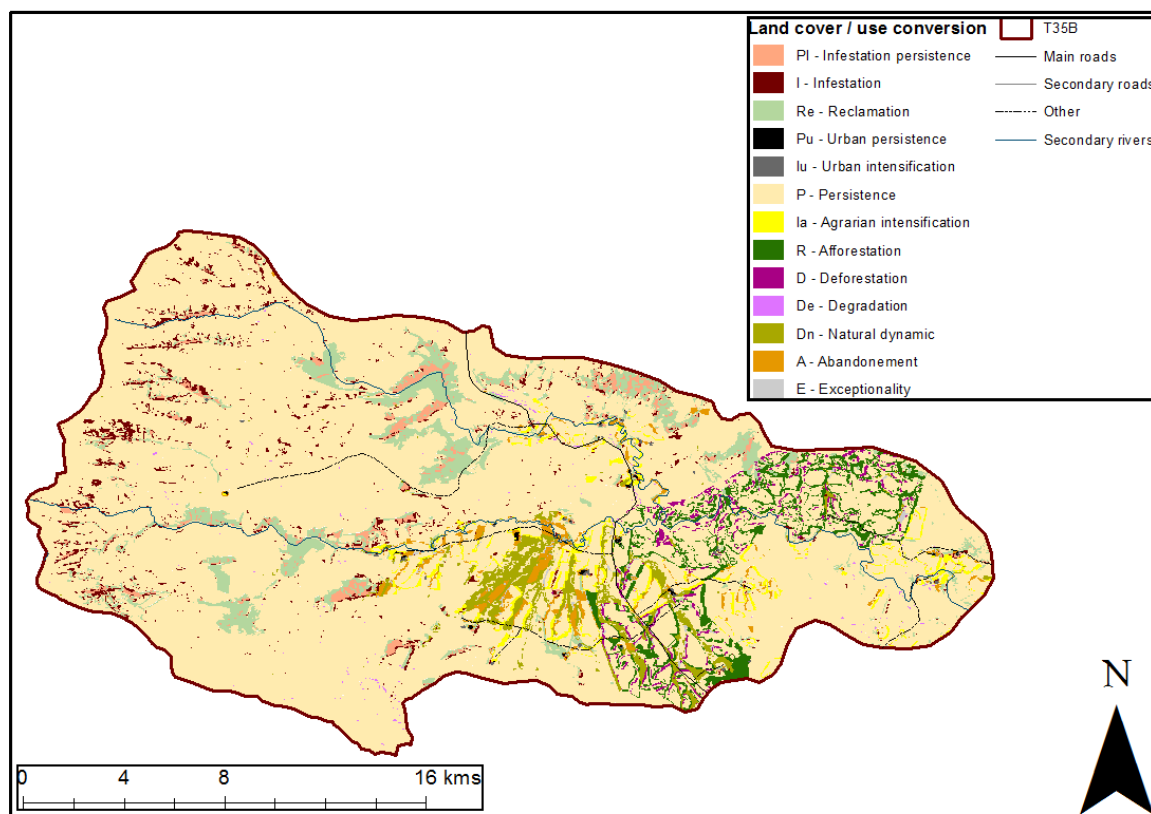 Land cover / use conversion
PI - Infestation persistence
I - Infestation
Re - Reclamation
Pu - Urban persistence
Iu - Urban intensification
P - Persistence
Ia - Agrarian intensification
R - Afforestation
D - Deforestation
De - Degradation
Dn - Natural dynamic
A - Abandonement
E - Exceptionality
T35B
Main roads
Secondary roads
Other
Secondary rivers
N
0 4 8 16 kms